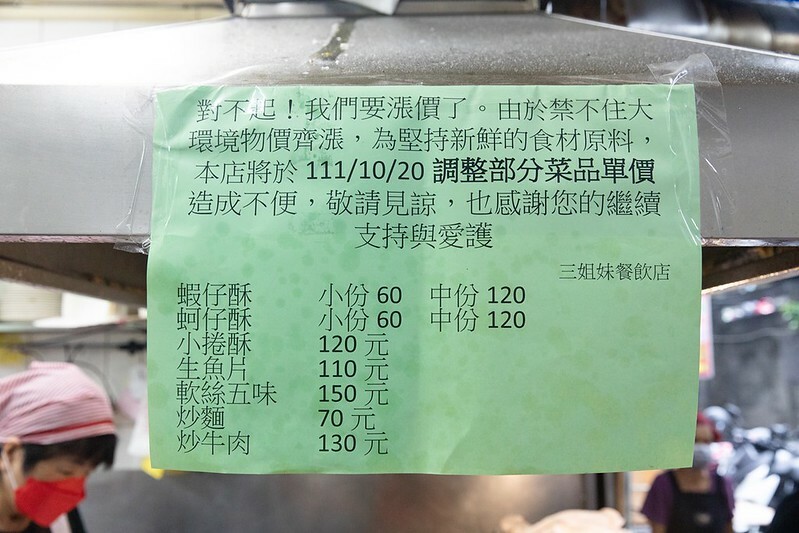 對不起！我們要漲價了。由於禁不住大
環境物價齊漲，為堅持新鮮的食材原料，
本店將於 111/10/20 調整部分菜品單價
造成不便，敬請見諒，也感謝您的繼續
支持與愛護
三姐妹餐飲店
蝦仔酥 小份 60 中份 120
蚵仔酥 小份 60 中份 120
小捲酥 120 元
生魚片 110 元
軟絲五味 150 元
炒麵 70 元
炒牛肉 130 元